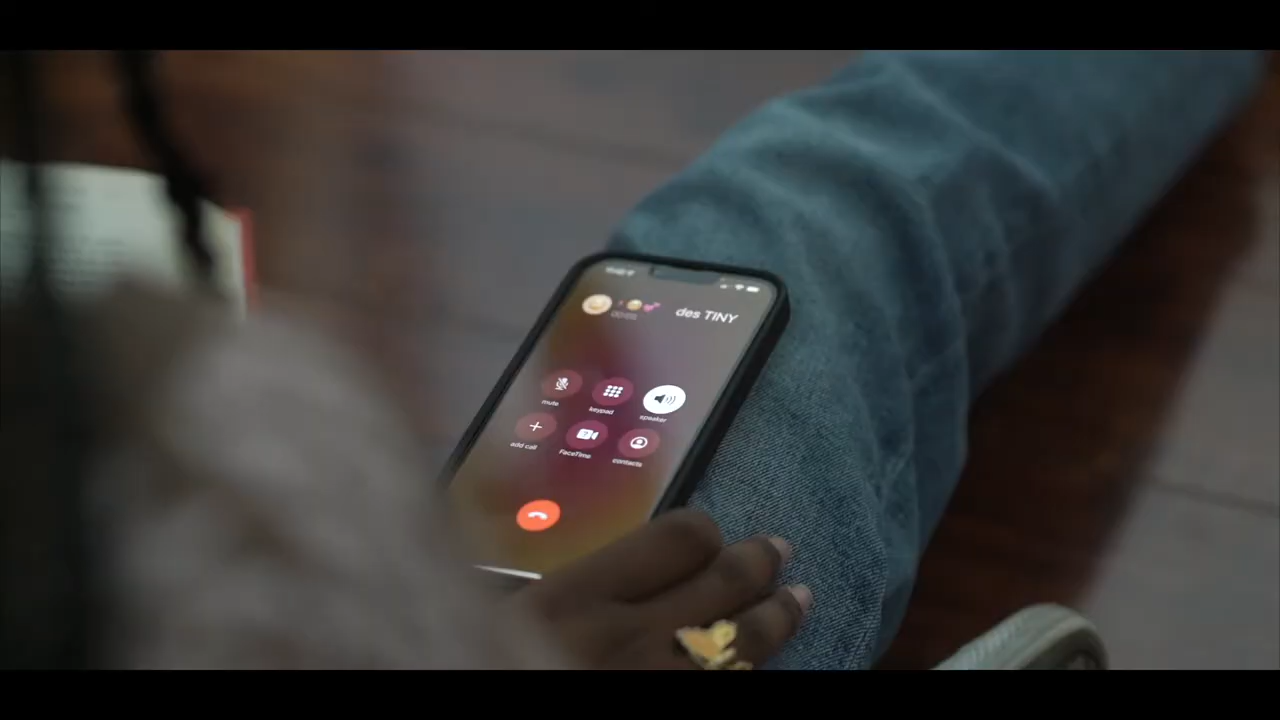 des TINY
mute
keypad
speaker
add call
FaceTime
contacts